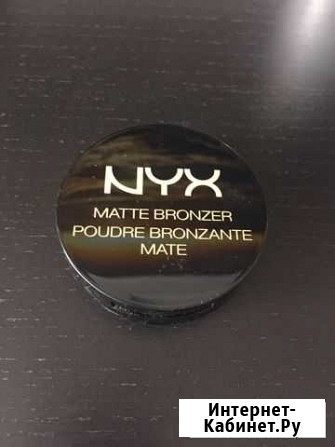 NYX
MATTE BRONZER
POUDRE BRONZANTE
MATE
Интернет-
Кабинет.Ру